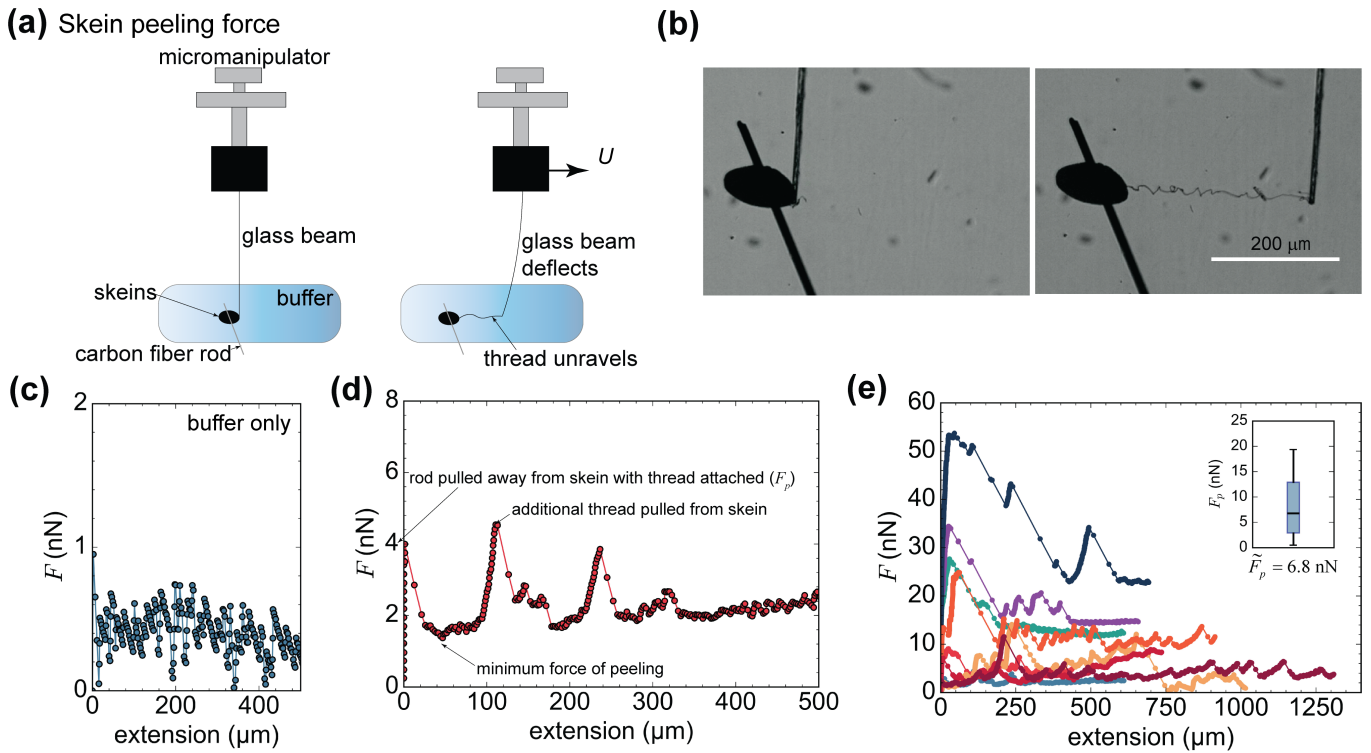 (a) Skein peeling force
micromanipulator
U
glass beam
glass beam
deflects
skeins
buffer
carbon fiber rod
thread unravels
(b)
200 μm
(c)
2
1
0
F (nN)
buffer only
0 200 400
extension (μm)
(d)
8
6
4
2
0
F (nN)
rod pulled away from skein with thread attached (Fp)
additional thread pulled from skein
minimum force of peeling
0 100 200 300 400 500
extension (μm)
(e)
60
50
40
30
20
10
0
F (nN)
0 250 500 750 1000 1250
extension (μm)
25
20
15
10
5
0
Fp (nN)
F̃p = 6.8 nN